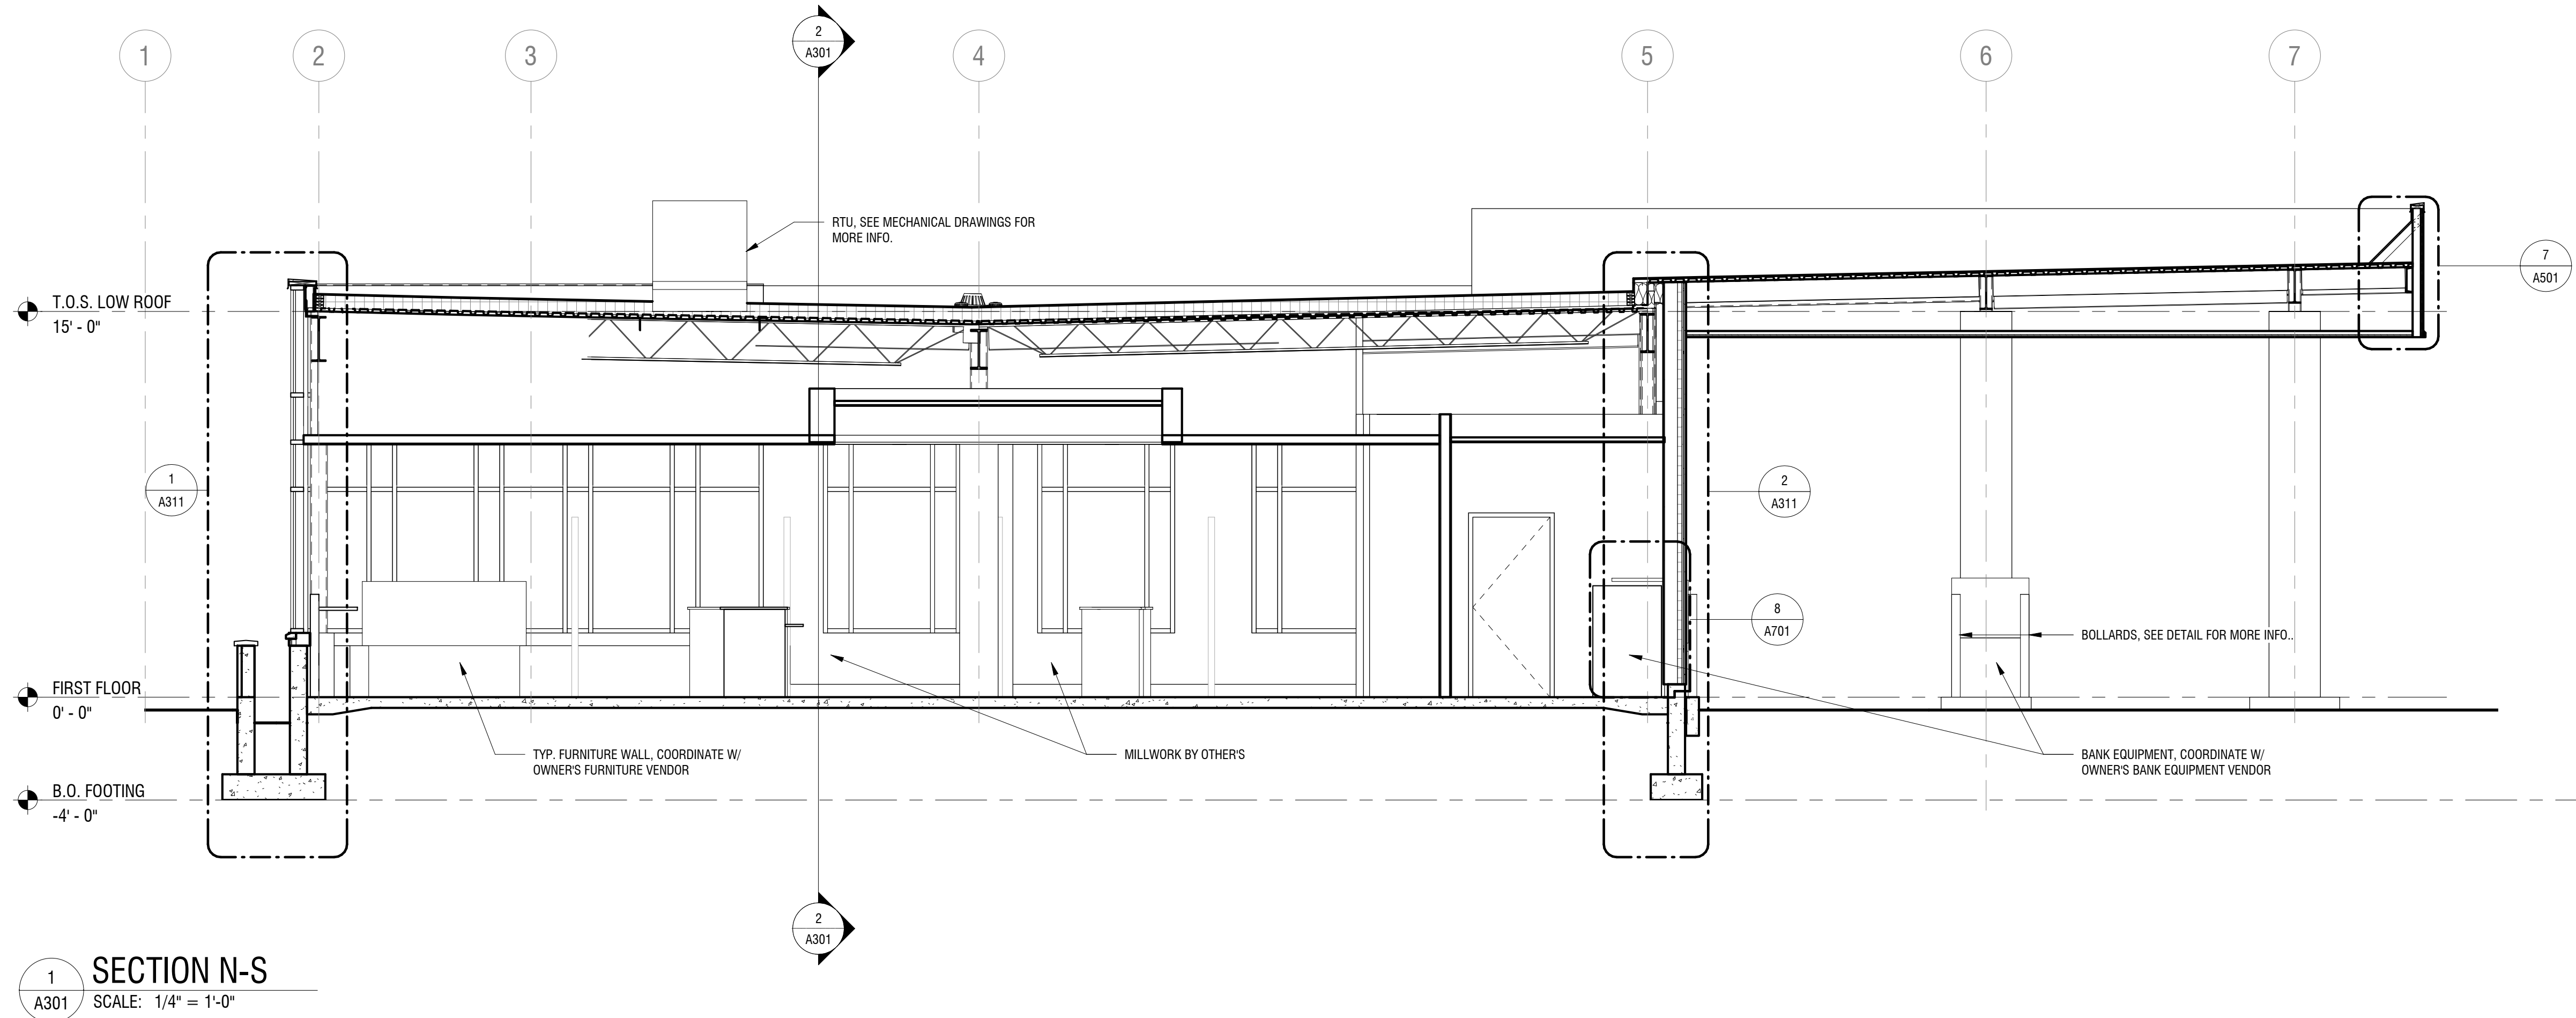 2
A301
1
2
3
4
5
6
7
RTU, SEE MECHANICAL DRAWINGS FOR
MORE INFO.
7
A501
T.O.S. LOW ROOF
15' - 0"
1
A311
2
A311
8
A701
BOLLARDS, SEE DETAIL FOR MORE INFO..
FIRST FLOOR
0' - 0"
TYP. FURNITURE WALL, COORDINATE W/
OWNER'S FURNITURE VENDOR
MILLWORK BY OTHER'S
BANK EQUIPMENT, COORDINATE W/
OWNER'S BANK EQUIPMENT VENDOR
B.O. FOOTING
-4' - 0"
2
A301
1
A301
SECTION N-S
SCALE: 1/4" = 1'-0"